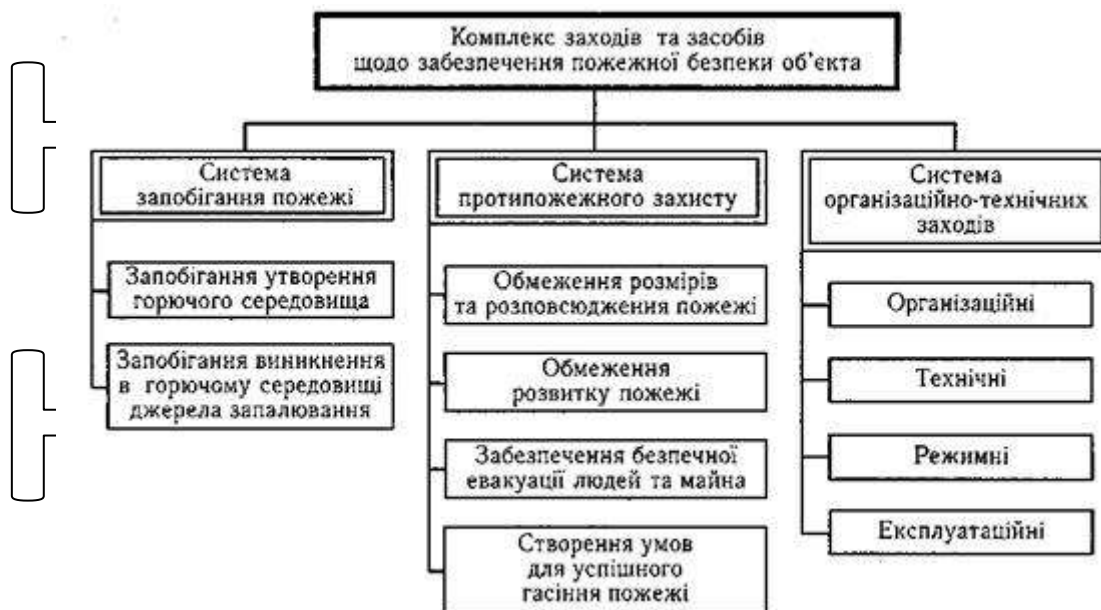 Комплекс заходів та засобів
щодо забезпечення пожежної безпеки об'єкта
Система
запобігання пожежі
Запобігання утворення
горючого середовища
Запобігання виникнення
в горючому середовищі
джерела запалювання
Система
протипожежного захисту
Обмеження розмірів
та розповсюдження пожежі
Обмеження
розвитку пожежі
Забезпечення безпечної
евакуації людей та майна
Створення умов
для успішного
гасіння пожежі
Система
організаційно-технічних
заходів
Організаційні
Технічні
Режимні
Експлуатаційні